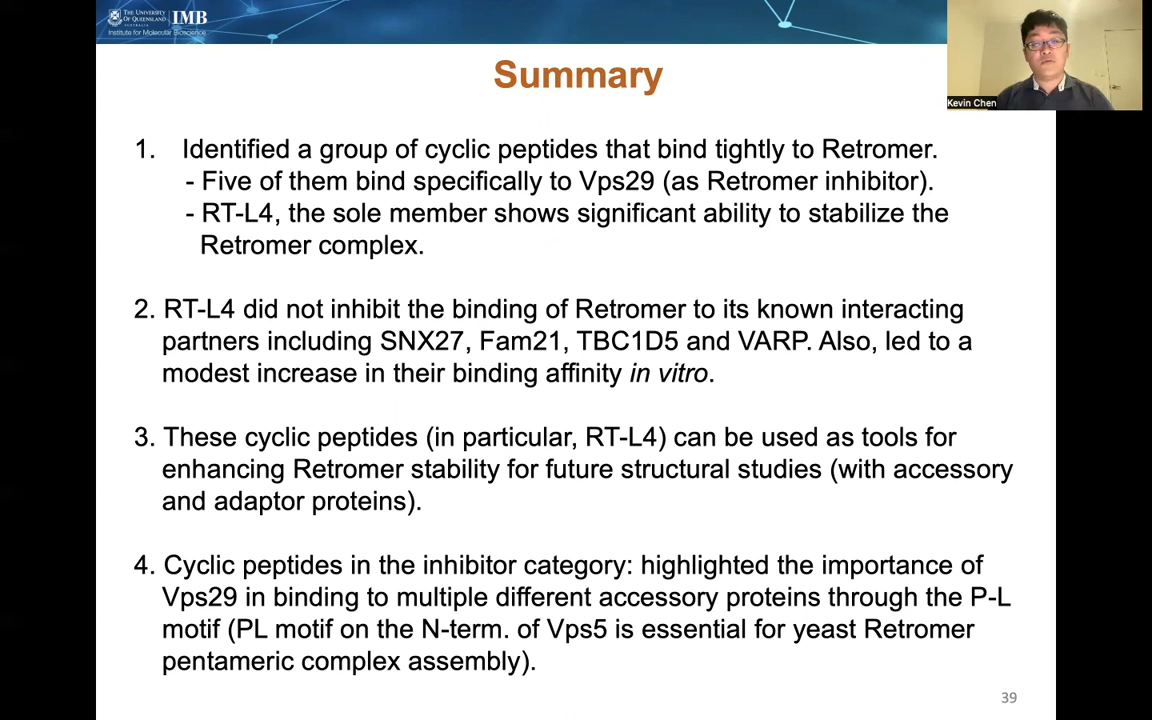 THE UNIVERSITY
OF QUEENSLAND
AUSTRALIA
IMB
Institute for Molecular Bioscience
Kevin Chen
Summary
1. Identified a group of cyclic peptides that bind tightly to Retromer.
- Five of them bind specifically to Vps29 (as Retromer inhibitor).
- RT-L4, the sole member shows significant ability to stabilize the
Retromer complex.
2. RT-L4 did not inhibit the binding of Retromer to its known interacting
partners including SNX27, Fam21, TBC1D5 and VARP. Also, led to a
modest increase in their binding affinity in vitro.
3. These cyclic peptides (in particular, RT-L4) can be used as tools for
enhancing Retromer stability for future structural studies (with accessory
and adaptor proteins).
4. Cyclic peptides in the inhibitor category: highlighted the importance of
Vps29 in binding to multiple different accessory proteins through the P-L
motif (PL motif on the N-term. of Vps5 is essential for yeast Retromer
pentameric complex assembly).
39